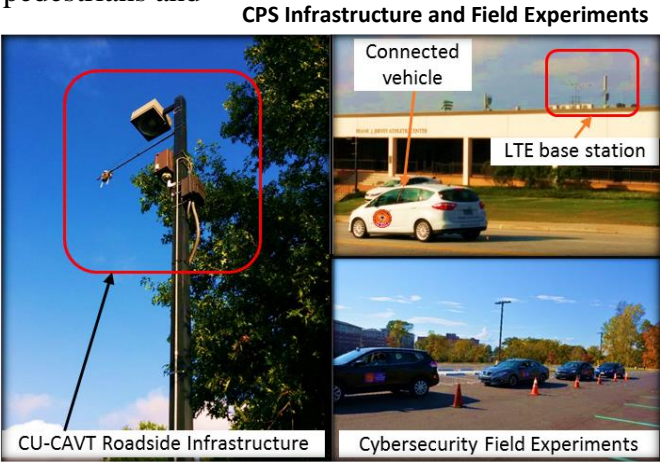 pedestrians and
CPS Infrastructure and Field Experiments
Connected
vehicle
LTE base station
CU-CAVT Roadside Infrastructure
Cybersecurity Field Experiments